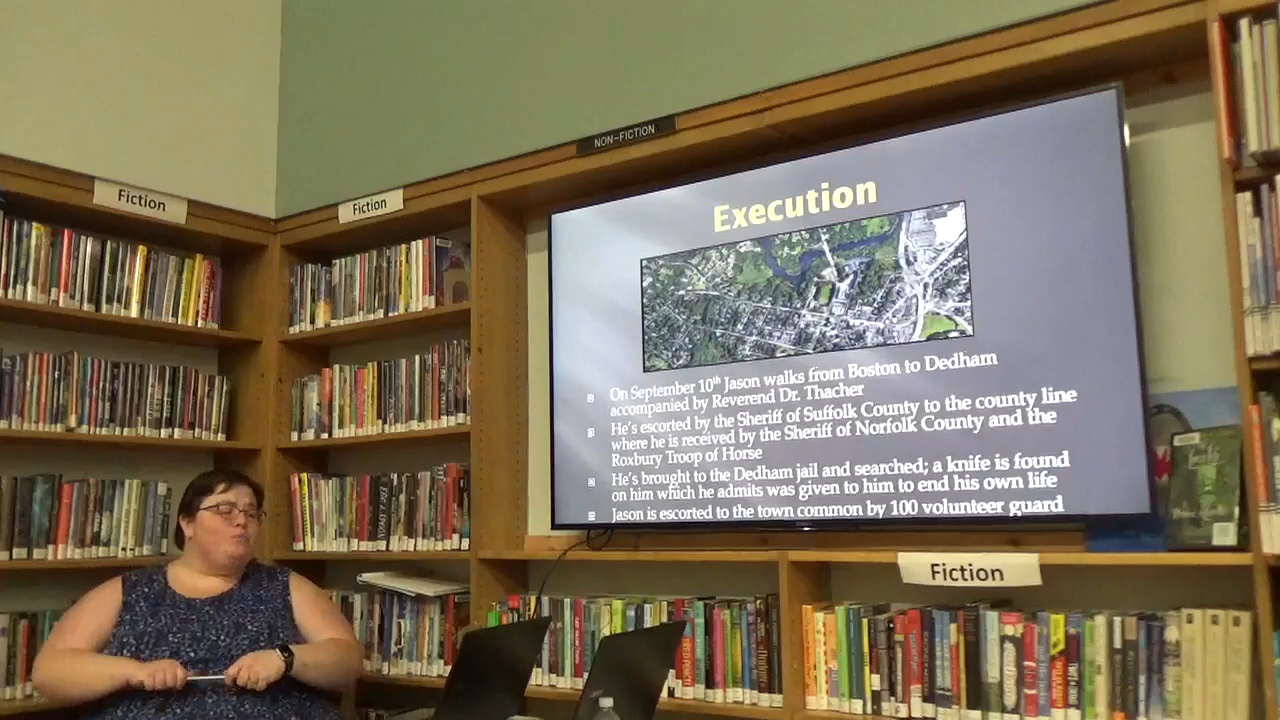 NON-FICTION
Fiction
Fiction
Execution
On September 10th Jason walks from Boston to Dedham
accompanied by Reverend Dr. Thacher
He's escorted by the Sheriff of Suffolk County to the county line
where he is received by the Sheriff of Norfolk County and the
Roxbury Troop of Horse
He's brought to the Dedham jail and searched; a knife is found
on him which he admits was given to him to end his own life
Jason is escorted to the town common by 100 volunteer guard
Fiction